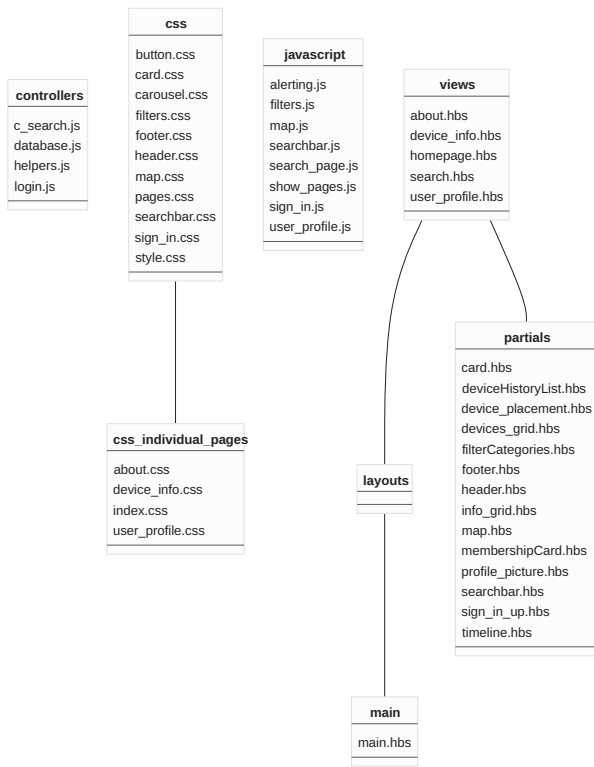 controllers
c_search.js
database.js
helpers.js
login.js
css
button.css
card.css
carousel.css
filters.css
footer.css
header.css
map.css
pages.css
searchbar.css
sign_in.css
style.css
javascript
alerting.js
filters.js
map.js
searchbar.js
search_page.js
show_pages.js
sign_in.js
user_profile.js
views
about.hbs
device_info.hbs
homepage.hbs
search.hbs
user_profile.hbs
css_individual_pages
about.css
device_info.css
index.css
user_profile.css
layouts
partials
card.hbs
deviceHistoryList.hbs
device_placement.hbs
devices_grid.hbs
filterCategories.hbs
footer.hbs
header.hbs
info_grid.hbs
map.hbs
membershipCard.hbs
profile_picture.hbs
searchbar.hbs
sign_in_up.hbs
timeline.hbs
main
main.hbs